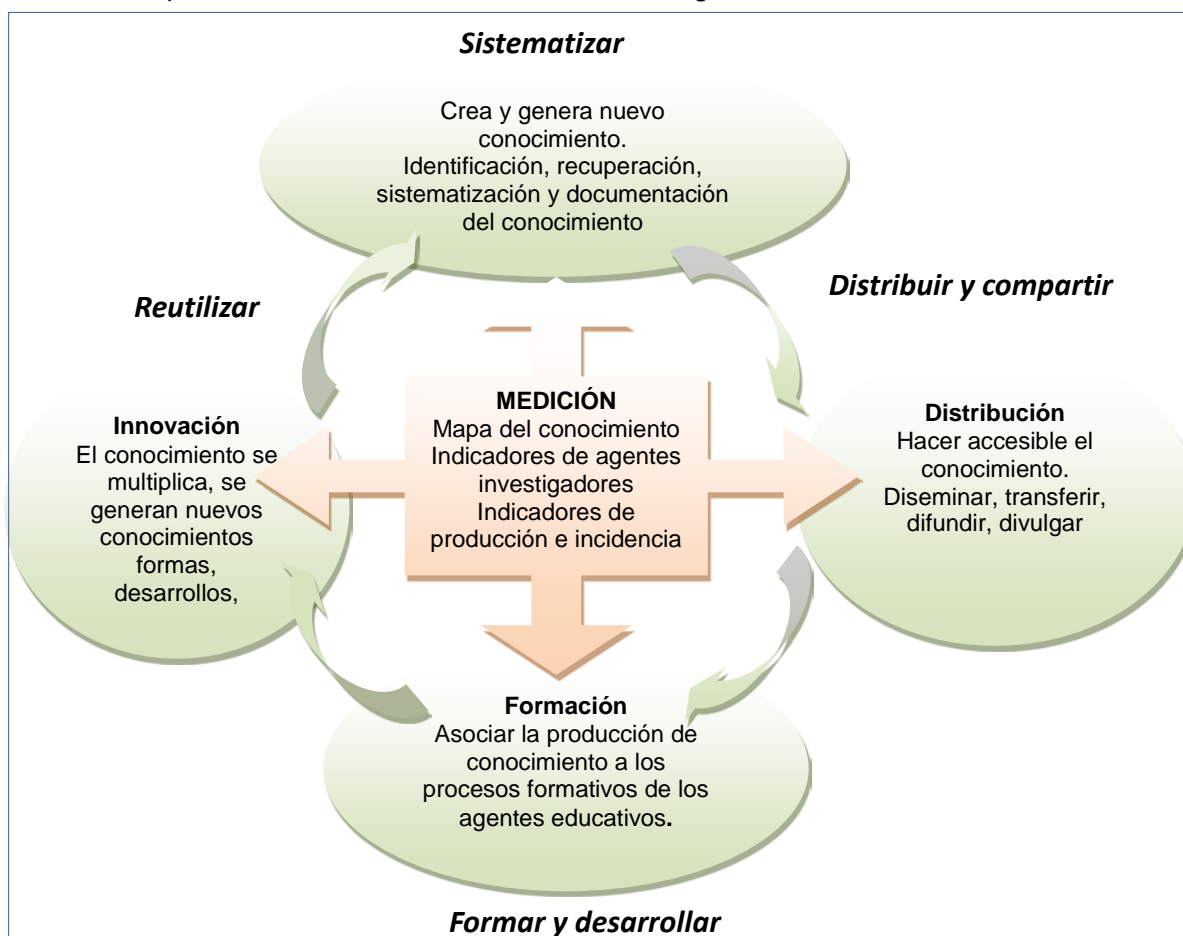 Sistematizar
Crea y genera nuevo
conocimiento.
Identificación, recuperación,
sistematización y documentación
del conocimiento
Distribuir y compartir
Reutilizar
MEDICIÓN
Mapa del conocimiento
Indicadores de agentes
investigadores
Indicadores de
producción e incidencia
Innovación
El conocimiento se
multiplica, se
generan nuevos
conocimientos
formas,
desarrollos,
Distribución
Hacer accesible el
conocimiento.
Diseminar, transferir,
difundir, divulgar
Formación
Asociar la producción de
conocimiento a los
procesos formativos de los
agentes educativos.
Formar y desarrollar